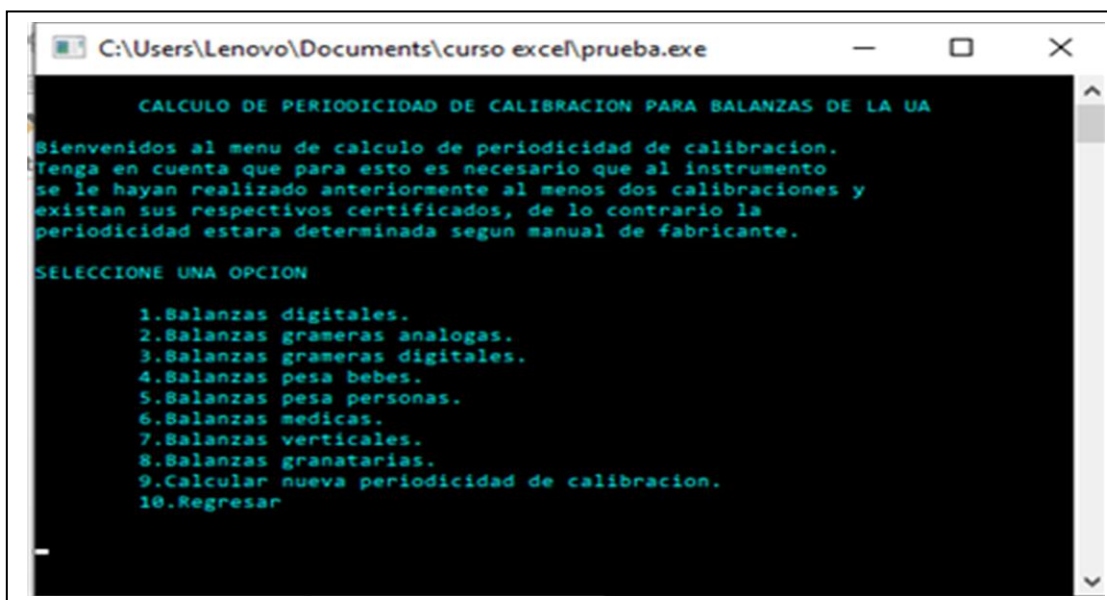 C:\Users\Lenovo\Documents\curso excel\prueba.exe
CALCULO DE PERIODICIDAD DE CALIBRACION PARA BALANZAS DE LA UA
Bienvenidos al menu de calculo de periodicidad de calibracion.
Tenga en cuenta que para esto es necesario que al instrumento
se le hayan realizado anteriormente al menos dos calibraciones y
existan sus respectivos certificados, de lo contrario la
periodicidad estara determinada segun manual de fabricante.
SELECCIONE UNA OPCION
1.Balanzas digitales.
2.Balanzas grameras analogas.
3.Balanzas grameras digitales.
4.Balanzas pesa bebes.
5.Balanzas pesa personas.
6.Balanzas medicas.
7.Balanzas verticales.
8.Balanzas granatarias.
9.Calcular nueva periodicidad de calibracion.
10.Regresar